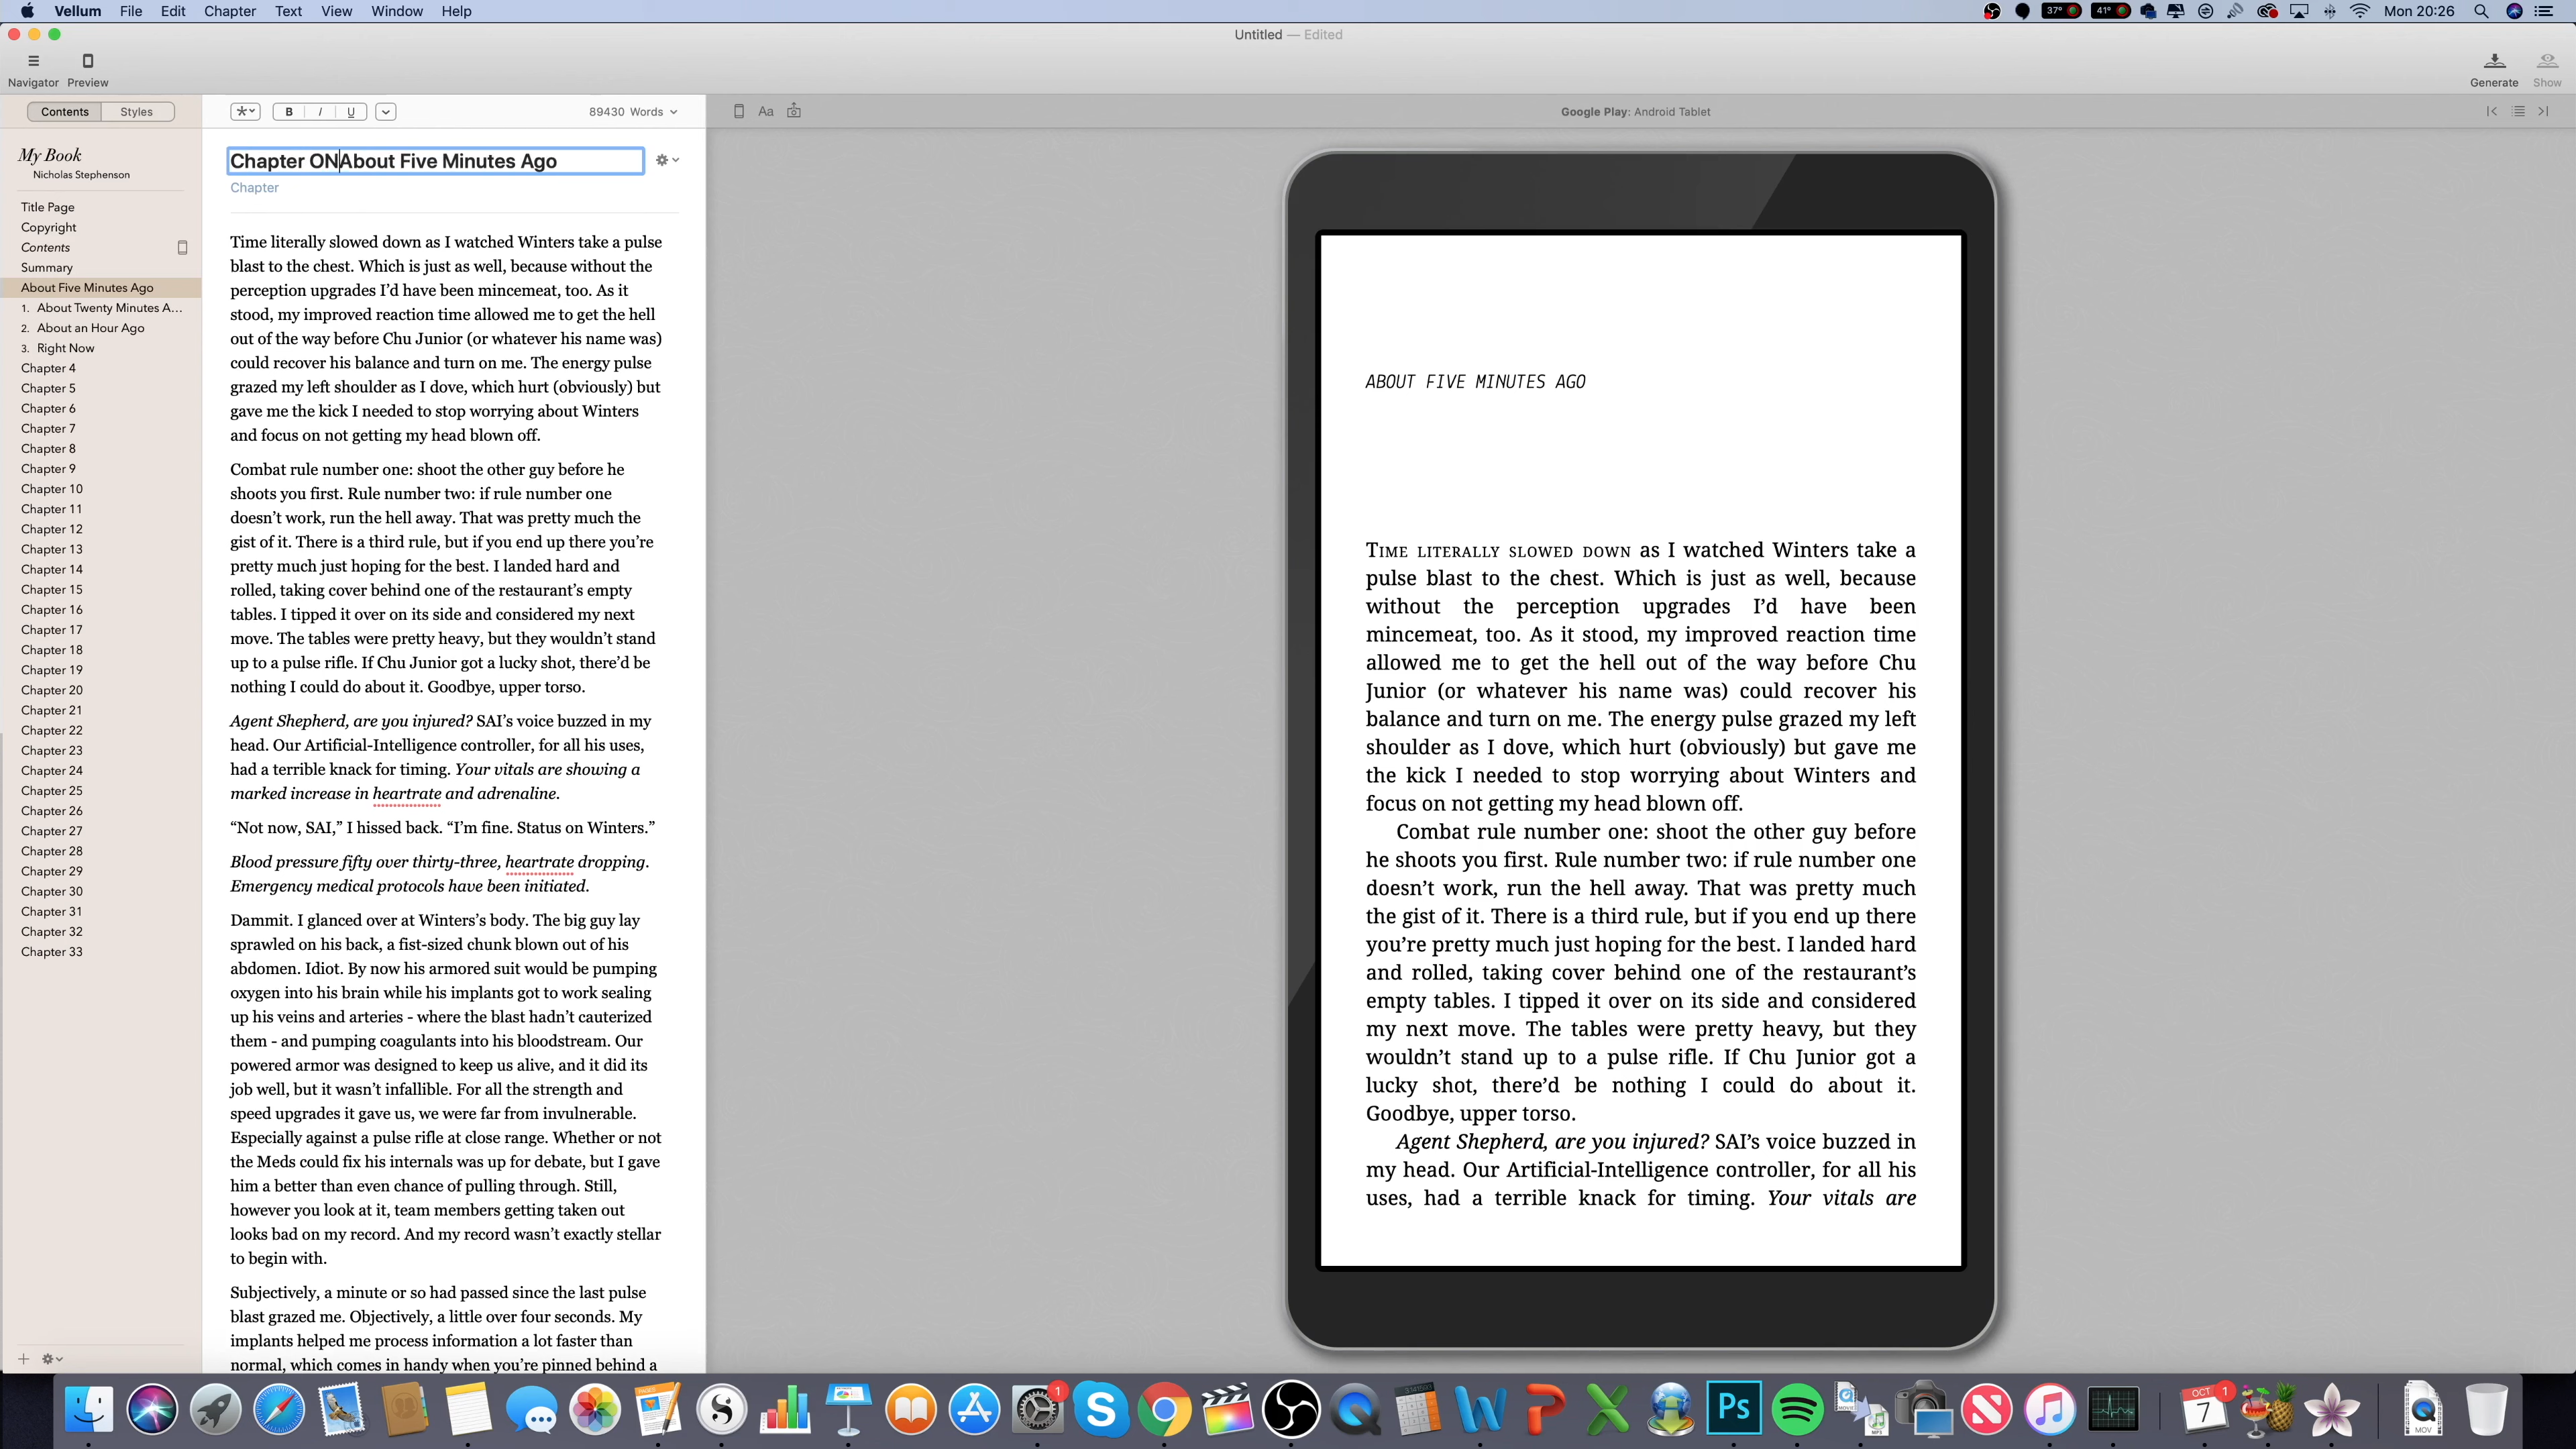 Vellum File Edit Chapter Text View Window Help
37° 41° Mon 20:26
Untitled — Edited
Navigator Preview
Generate Show
Contents Styles
B I U
89430 Words
Aa
Google Play: Android Tablet
My Book
Nicholas Stephenson
Title Page
Copyright
Contents
Summary
About Five Minutes Ago
1. About Twenty Minutes A...
2. About an Hour Ago
3. Right Now
Chapter 4
Chapter 5
Chapter 6
Chapter 7
Chapter 8
Chapter 9
Chapter 10
Chapter 11
Chapter 12
Chapter 13
Chapter 14
Chapter 15
Chapter 16
Chapter 17
Chapter 18
Chapter 19
Chapter 20
Chapter 21
Chapter 22
Chapter 23
Chapter 24
Chapter 25
Chapter 26
Chapter 27
Chapter 28
Chapter 29
Chapter 30
Chapter 31
Chapter 32
Chapter 33
Chapter ONAbout Five Minutes Ago
Chapter
Time literally slowed down as I watched Winters take a pulse
blast to the chest. Which is just as well, because without the
perception upgrades I’d have been mincemeat, too. As it
stood, my improved reaction time allowed me to get the hell
out of the way before Chu Junior (or whatever his name was)
could recover his balance and turn on me. The energy pulse
grazed my left shoulder as I dove, which hurt (obviously) but
gave me the kick I needed to stop worrying about Winters
and focus on not getting my head blown off.
Combat rule number one: shoot the other guy before he
shoots you first. Rule number two: if rule number one
doesn’t work, run the hell away. That was pretty much the
gist of it. There is a third rule, but if you end up there you’re
pretty much just hoping for the best. I landed hard and
rolled, taking cover behind one of the restaurant’s empty
tables. I tipped it over on its side and considered my next
move. The tables were pretty heavy, but they wouldn’t stand
up to a pulse rifle. If Chu Junior got a lucky shot, there’d be
nothing I could do about it. Goodbye, upper torso.
Agent Shepherd, are you injured? SAI’s voice buzzed in my
head. Our Artificial-Intelligence controller, for all his uses,
had a terrible knack for timing. Your vitals are showing a
marked increase in heartrate and adrenaline.
“Not now, SAI,” I hissed back. “I’m fine. Status on Winters.”
Blood pressure fifty over thirty-three, heartrate dropping.
Emergency medical protocols have been initiated.
Dammit. I glanced over at Winters’s body. The big guy lay
sprawled on his back, a fist-sized chunk blown out of his
abdomen. Idiot. By now his armored suit would be pumping
oxygen into his brain while his implants got to work sealing
up his veins and arteries - where the blast hadn’t cauterized
them - and pumping coagulants into his bloodstream. Our
powered armor was designed to keep us alive, and it did its
job well, but it wasn’t infallible. For all the strength and
speed upgrades it gave us, we were far from invulnerable.
Especially against a pulse rifle at close range. Whether or not
the Meds could fix his internals was up for debate, but I gave
him a better than even chance of pulling through. Still,
however you look at it, team members getting taken out
looks bad on my record. And my record wasn’t exactly stellar
to begin with.
Subjectively, a minute or so had passed since the last pulse
blast grazed me. Objectively, a little over four seconds. My
implants helped me process information a lot faster than
normal, which comes in handy when you’re pinned behind a
ABOUT FIVE MINUTES AGO
TIME LITERALLY SLOWED DOWN as I watched Winters take a
pulse blast to the chest. Which is just as well, because
without the perception upgrades I’d have been
mincemeat, too. As it stood, my improved reaction time
allowed me to get the hell out of the way before Chu
Junior (or whatever his name was) could recover his
balance and turn on me. The energy pulse grazed my left
shoulder as I dove, which hurt (obviously) but gave me
the kick I needed to stop worrying about Winters and
focus on not getting my head blown off.
Combat rule number one: shoot the other guy before
he shoots you first. Rule number two: if rule number one
doesn’t work, run the hell away. That was pretty much
the gist of it. There is a third rule, but if you end up there
you’re pretty much just hoping for the best. I landed hard
and rolled, taking cover behind one of the restaurant’s
empty tables. I tipped it over on its side and considered
my next move. The tables were pretty heavy, but they
wouldn’t stand up to a pulse rifle. If Chu Junior got a
lucky shot, there’d be nothing I could do about it.
Goodbye, upper torso.
Agent Shepherd, are you injured? SAI’s voice buzzed in
my head. Our Artificial-Intelligence controller, for all his
uses, had a terrible knack for timing. Your vitals are
1
Ps
OCT
7
1
MOV